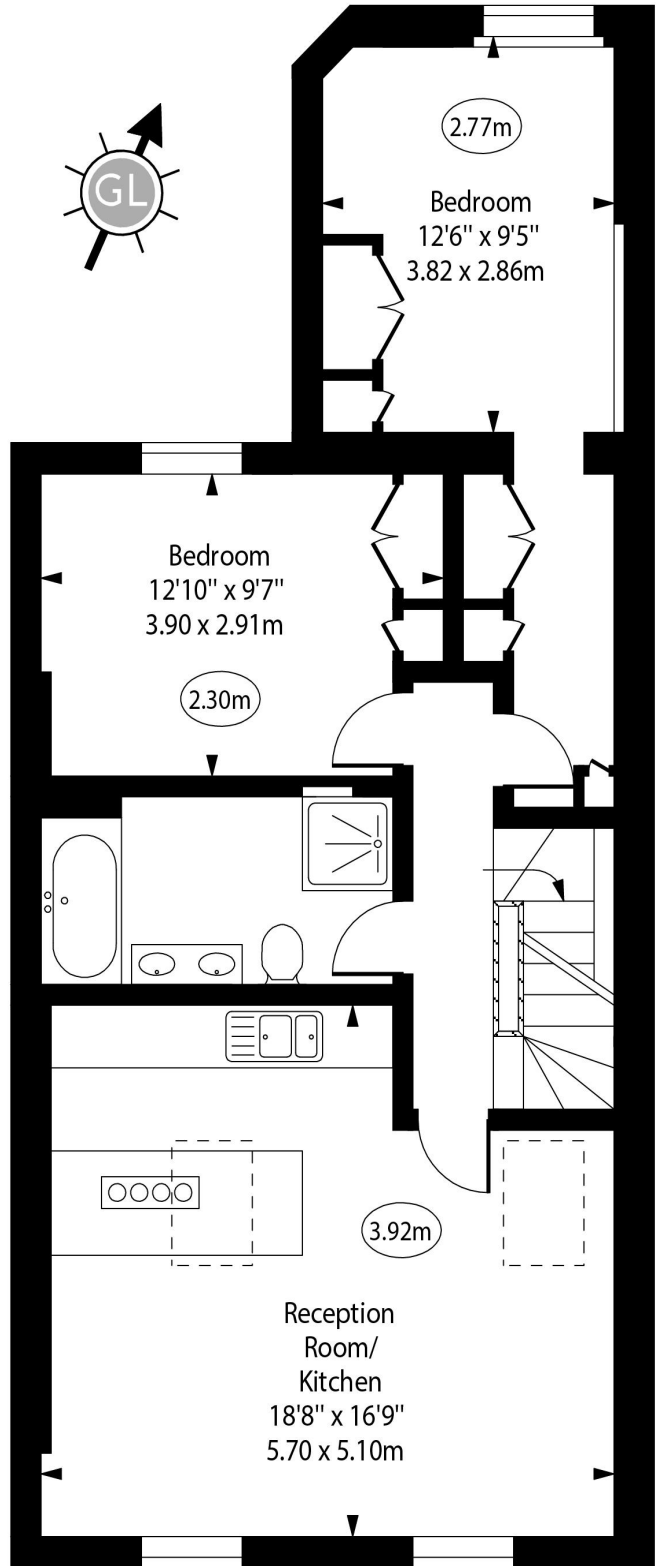 2.77m
GL
Bedroom
12'6" x 9'5"
3.82 x 2.86m
Bedroom
12'10" x 9'7"
3.90 x 2.91m
2.30m
3.92m
Reception
Room/
Kitchen
18'8" x 16'9"
5.70 x 5.10m